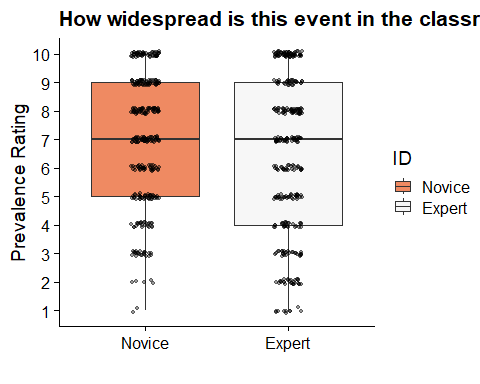 How widespread is this event in the classr
Prevalence Rating
10
9
8
7
6
5
4
3
2
1
Novice
Expert
ID
Novice
Expert